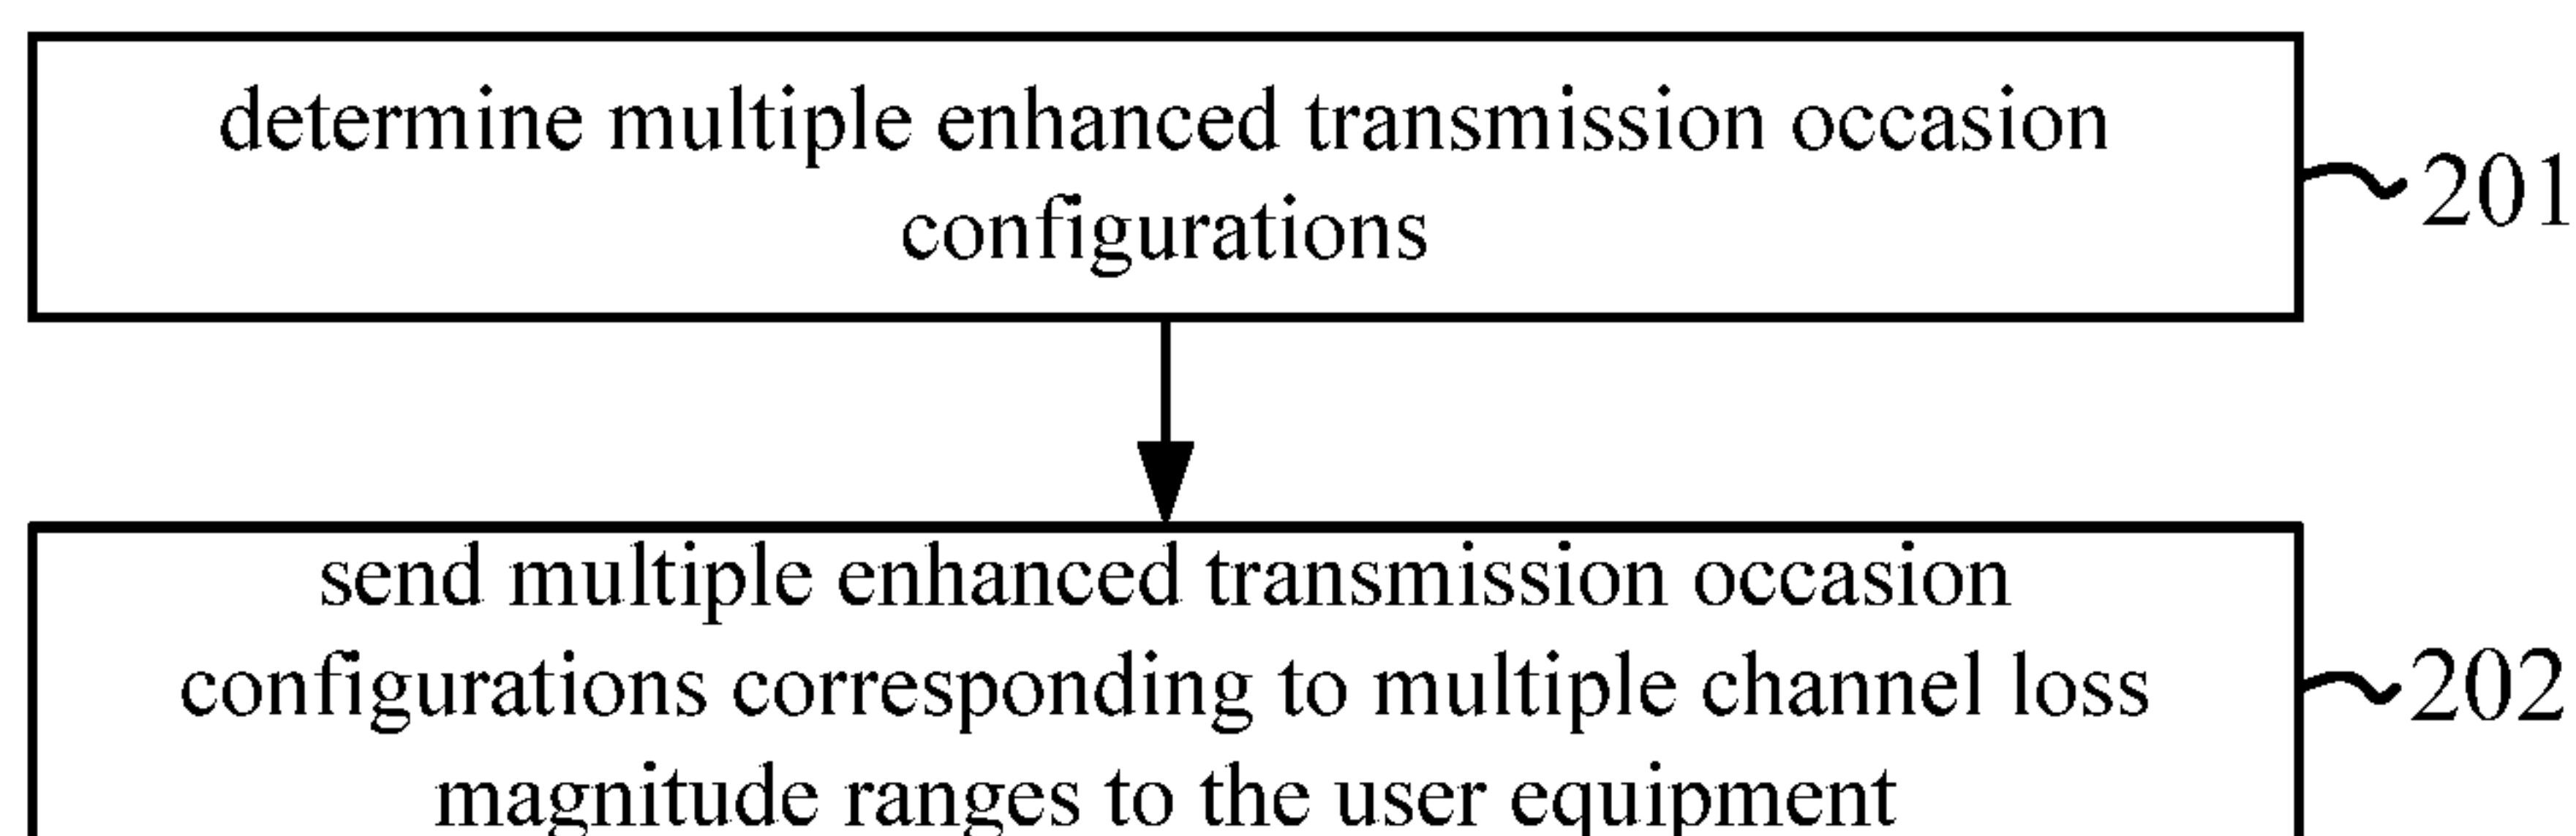 determine multiple enhanced transmission occasion
configurations
201
send multiple enhanced transmission occasion
configurations corresponding to multiple channel loss
magnitude ranges to the user equipment
202